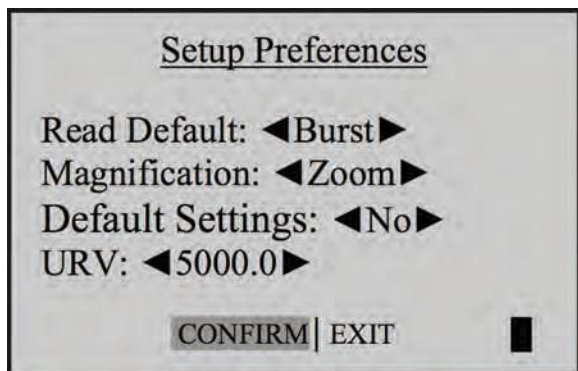 Setup Preferences
Read Default: ◀Burst▶
Magnification: ◀Zoom▶
Default Settings: ◀No▶
URV: ◀5000.0▶
CONFIRM| EXIT